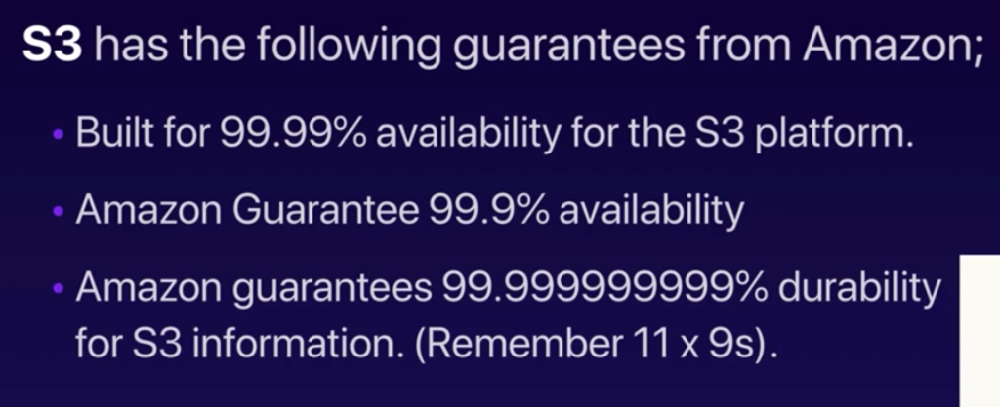 S3 has the following guarantees from Amazon;
• Built for 99.99% availability for the S3 platform.
• Amazon Guarantee 99.9% availability
• Amazon guarantees 99.999999999% durability
for S3 information. (Remember 11 x 9s).